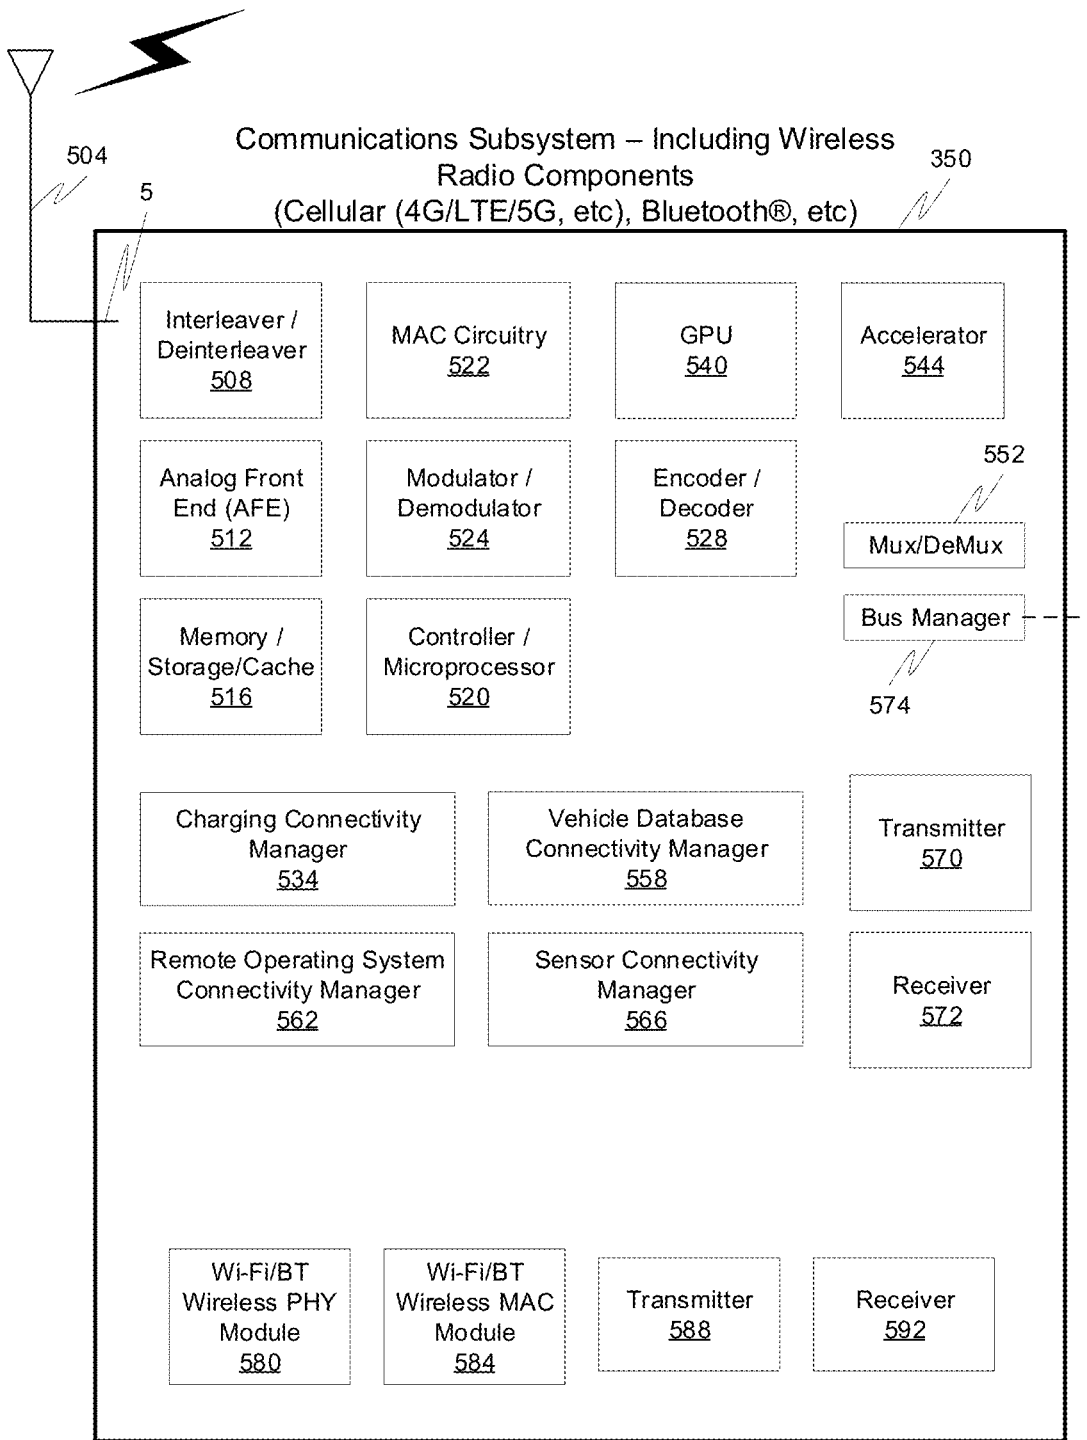 Communications Subsystem – Including Wireless
Radio Components
(Cellular (4G/LTE/5G, etc), Bluetooth®, etc)
504
5
350
Interleaver /
Deinterleaver
508
MAC Circuitry
522
GPU
540
Accelerator
544
Analog Front
End (AFE)
512
Modulator /
Demodulator
524
Encoder /
Decoder
528
552
Mux/DeMux
Memory /
Storage/Cache
516
Controller /
Microprocessor
520
Bus Manager
574
Charging Connectivity
Manager
534
Vehicle Database
Connectivity Manager
558
Transmitter
570
Remote Operating System
Connectivity Manager
562
Sensor Connectivity
Manager
566
Receiver
572
Wi-Fi/BT
Wireless PHY
Module
580
Wi-Fi/BT
Wireless MAC
Module
584
Transmitter
588
Receiver
592